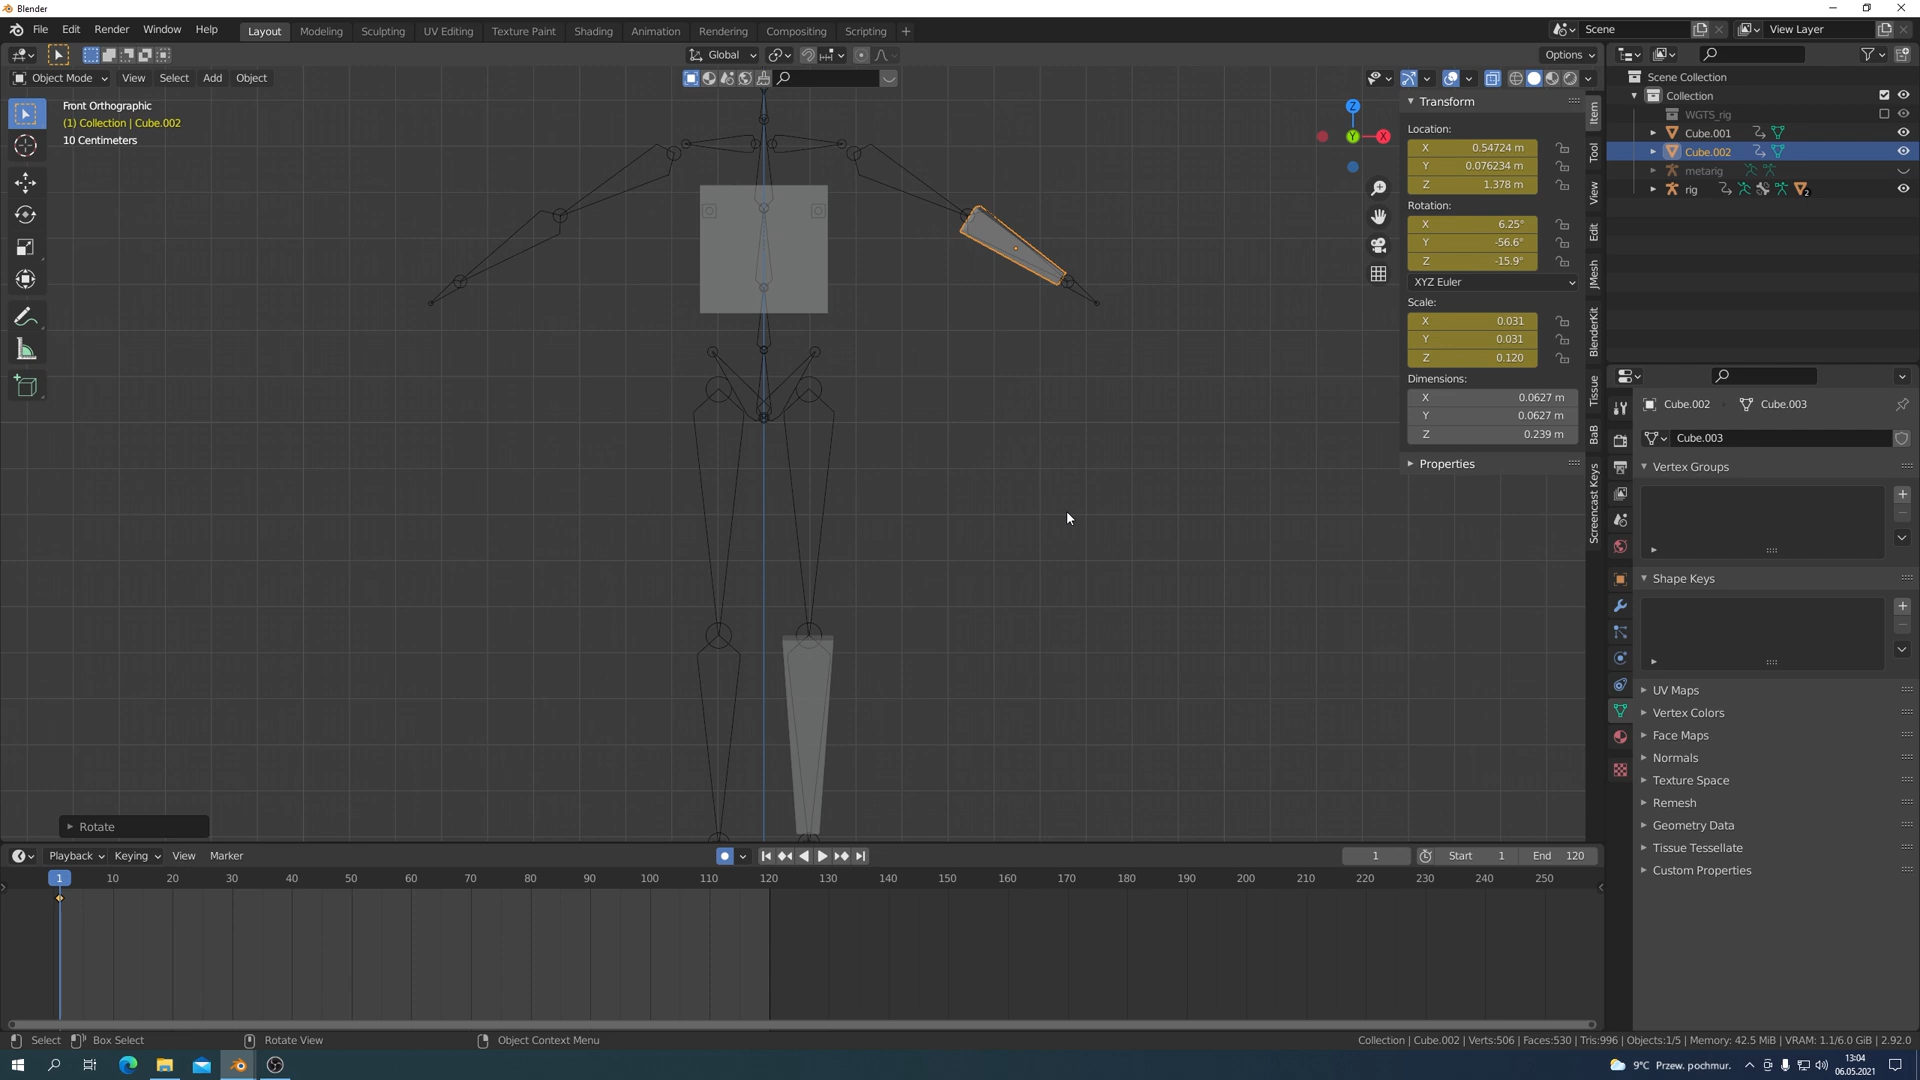 Blender
File Edit Render Window Help
Layout Modeling Sculpting UV Editing Texture Paint Shading Animation Rendering Compositing Scripting +
Scene
View Layer
Global
Options
Object Mode View Select Add Object
Front Orthographic
(1) Collection | Cube.002
10 Centimeters
Z
Y
X
Transform
Location:
X 0.54724 m
Y 0.076234 m
Z 1.378 m
Rotation:
X 6.25°
Y -56.6°
Z -15.9°
XYZ Euler
Scale:
X 0.031
Y 0.031
Z 0.120
Dimensions:
X 0.0627 m
Y 0.0627 m
Z 0.239 m
Properties
Item
Tool
View
Edit
JMesh
BlenderKit
Tissue
BaB
Screencast Keys
Scene Collection
Collection
WGTS_rig
Cube.001
Cube.002
metarig
rig 2
Cube.002 Cube.003
Cube.003
Vertex Groups
Shape Keys
UV Maps
Vertex Colors
Face Maps
Normals
Texture Space
Remesh
Geometry Data
Tissue Tessellate
Custom Properties
Rotate
Playback Keying View Marker
1 Start 1 End 120
1 10 20 30 40 50 60 70 80 90 100 110 120 130 140 150 160 170 180 190 200 210 220 230 240 250
Select Box Select Rotate View Object Context Menu
Collection | Cube.002 | Verts:506 | Faces:530 | Tris:996 | Objects:1/5 | Memory: 42.5 MiB | VRAM: 1.1/6.0 GiB | 2.92.0
9°C Przew. pochmur.
13:04
06.05.2021